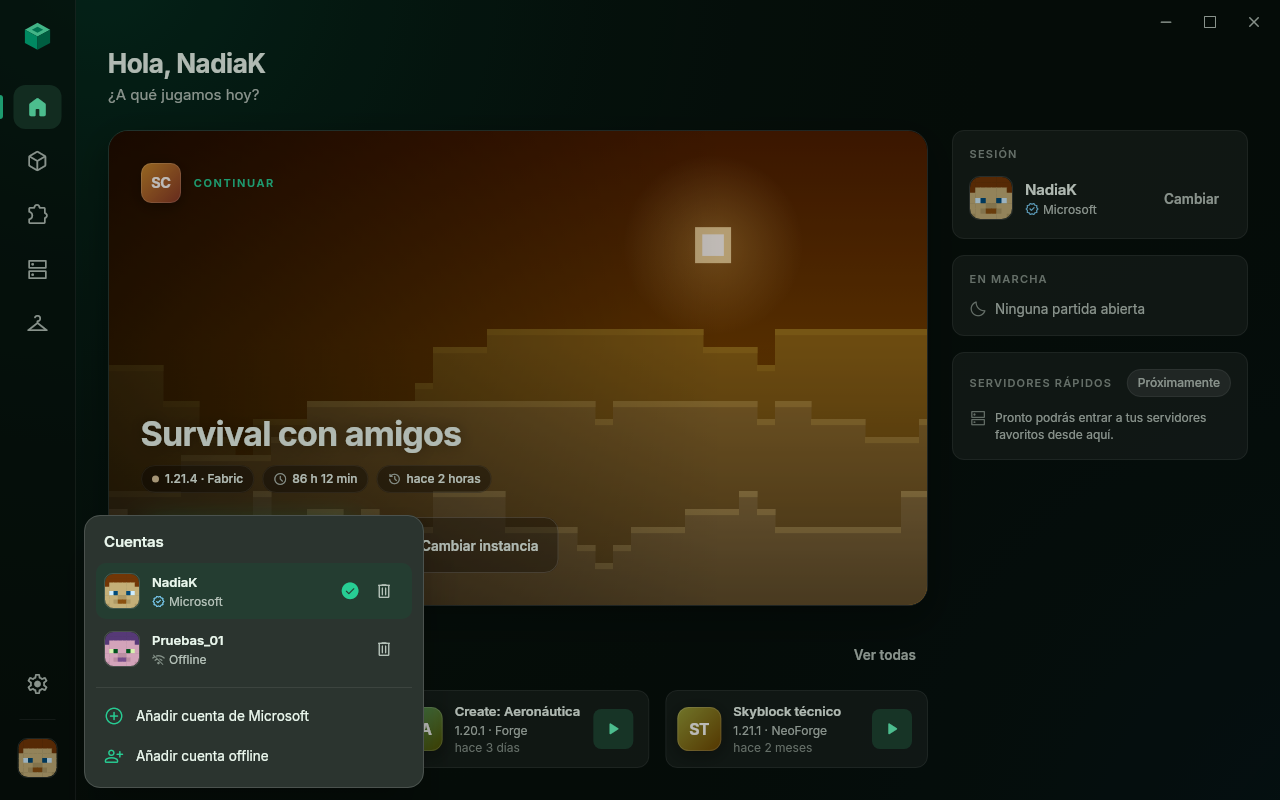 Hola, NadiaK
¿A qué jugamos hoy?
SC
CONTINUAR
Survival con amigos
1.21.4 · Fabric
86 h 12 min
hace 2 horas
Cambiar instancia
SESIÓN
NadiaK
Microsoft
Cambiar
EN MARCHA
Ninguna partida abierta
SERVIDORES RÁPIDOS
Próximamente
Pronto podrás entrar a tus servidores
favoritos desde aquí.
Cuentas
NadiaK
Microsoft
Pruebas_01
Offline
Añadir cuenta de Microsoft
Añadir cuenta offline
Ver todas
A
Create: Aeronáutica
1.20.1 · Forge
hace 3 días
ST
Skyblock técnico
1.21.1 · NeoForge
hace 2 meses